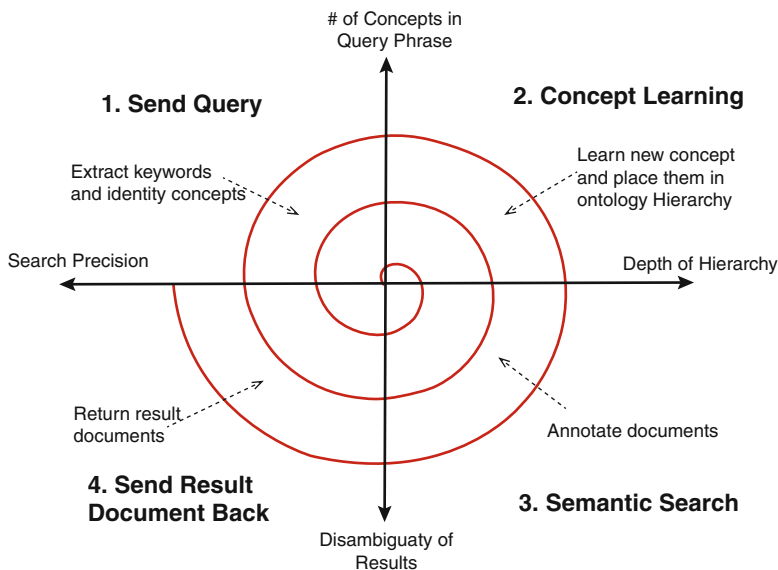 # of Concepts in
Query Phrase
1. Send Query
2. Concept Learning
Extract keywords
and identity concepts
Learn new concept
and place them in
ontology Hierarchy
Search Precision
Depth of Hierarchy
Return result
documents
Annotate documents
4. Send Result
Document Back
3. Semantic Search
Disambiguaty of
Results